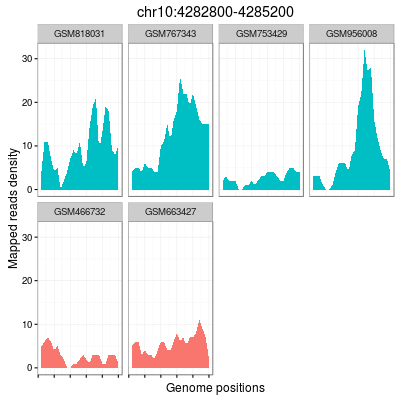 chr10:4282800-4285200
GSM818031 GSM767343 GSM753429 GSM956008
30
20
10
0
GSM466732 GSM663427
30
20
10
0
Mapped reads density
Genome positions